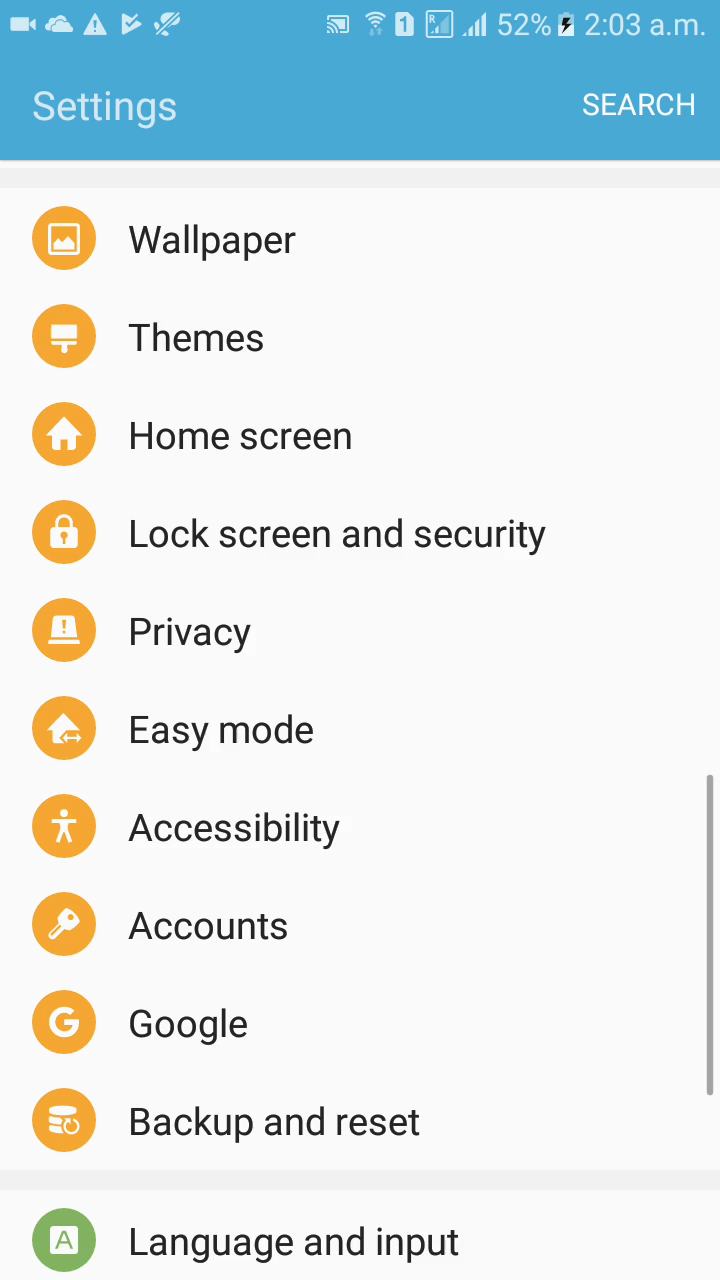 52% 2:03 a.m.
Settings
SEARCH
Wallpaper
Themes
Home screen
Lock screen and security
Privacy
Easy mode
Accessibility
Accounts
Google
Backup and reset
Language and input